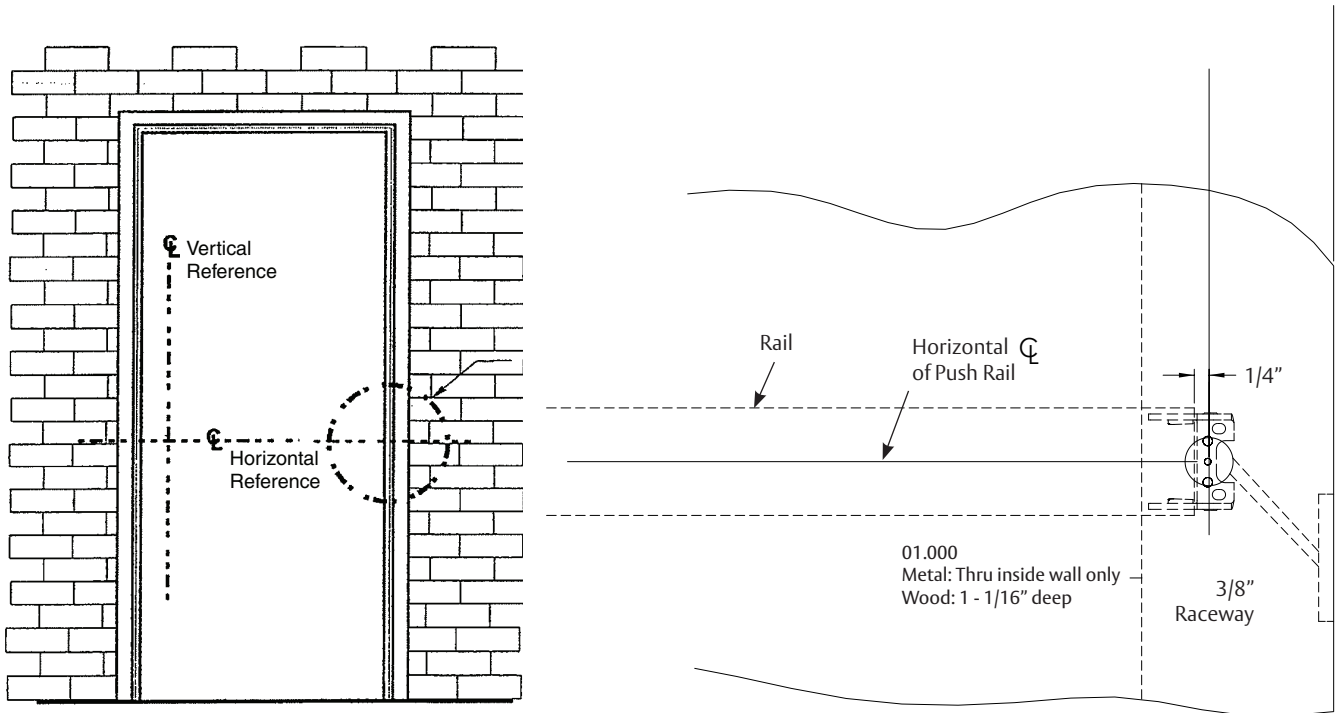 ℄ Vertical
Reference
℄ Horizontal
Reference
Rail
Horizontal ℄
of Push Rail
1/4”
01.000
Metal: Thru inside wall only
Wood: 1 - 1/16” deep
3/8”
Raceway